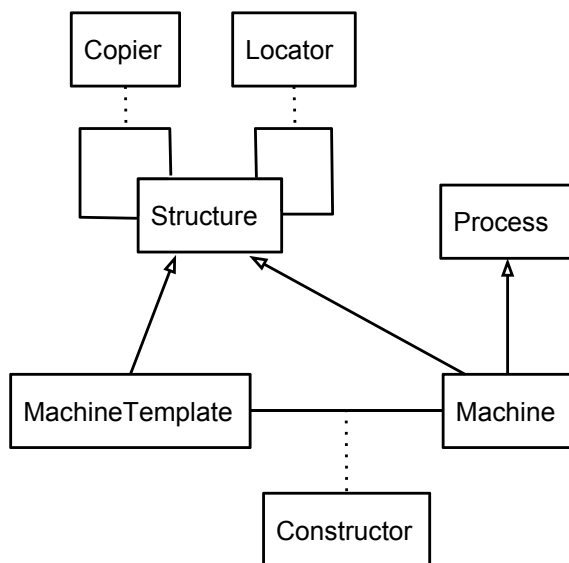 Copier
Locator
Structure
Process
MachineTemplate
Machine
Constructor